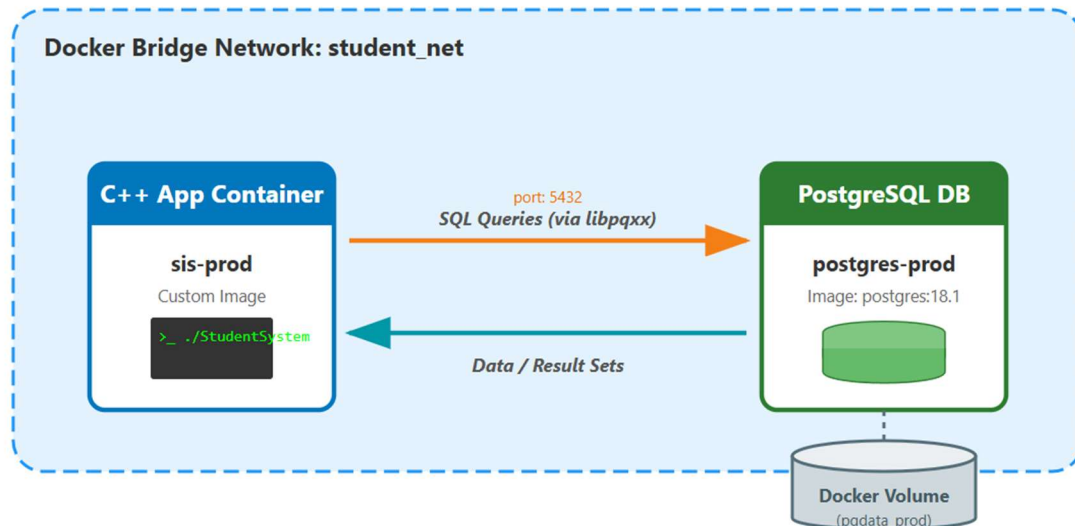 Docker Bridge Network: student_net
C++ App Container
sis-prod
Custom Image
>_ ./StudentSystem
port: 5432
SQL Queries (via libpqxx)
Data / Result Sets
PostgreSQL DB
postgres-prod
Image: postgres:18.1
Docker Volume
(pgdata_prod)